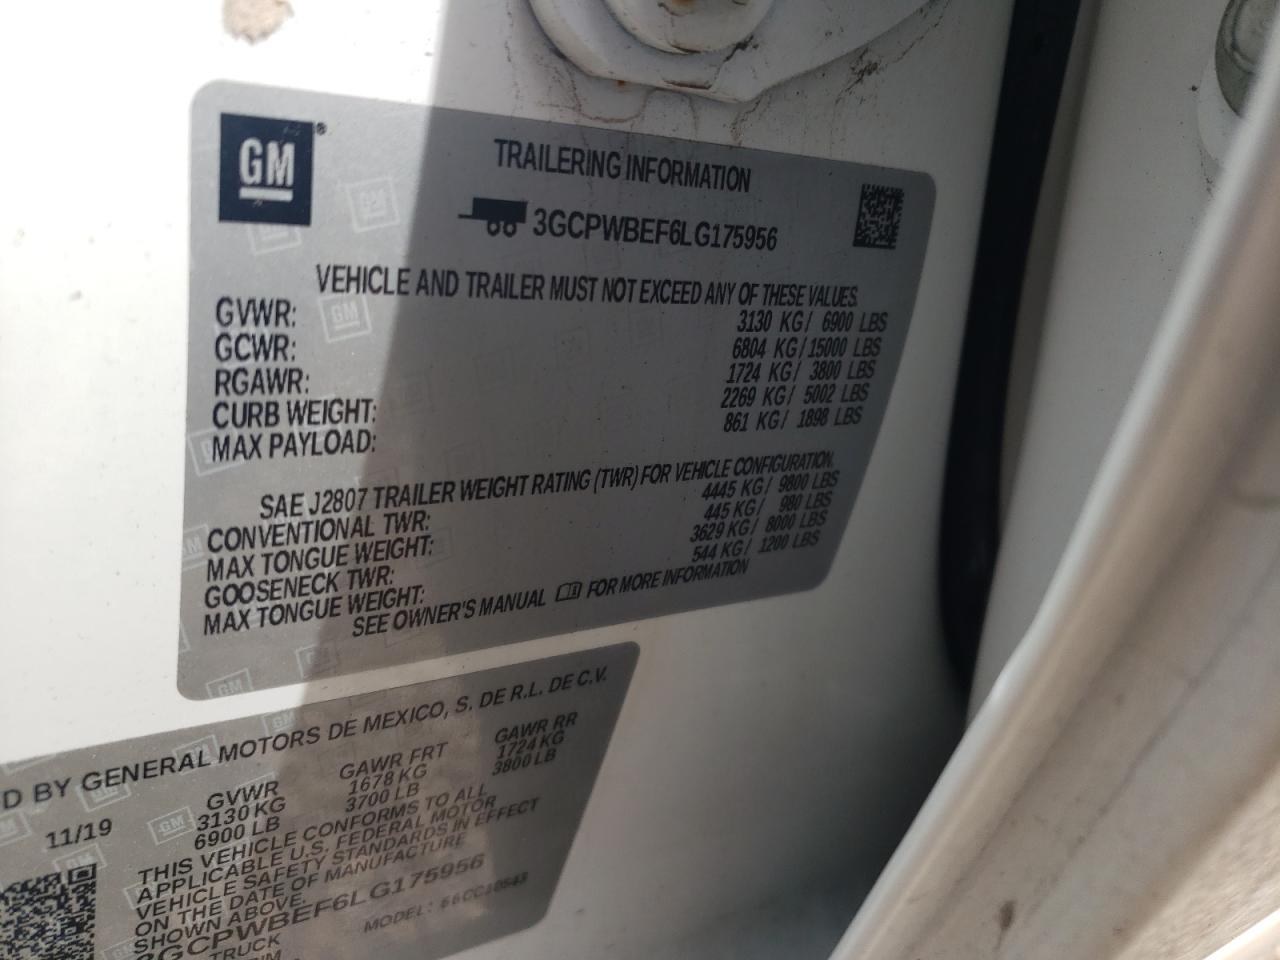 GM®
TRAILERING INFORMATION
3GCPWBEF6LG175956
VEHICLE AND TRAILER MUST NOT EXCEED ANY OF THESE VALUES.
GVWR: 3130 KG/ 6900 LBS
GCWR: 6804 KG/15000 LBS
RGAWR: 1724 KG/ 3800 LBS
CURB WEIGHT: 2269 KG/ 5002 LBS
MAX PAYLOAD: 861 KG/ 1898 LBS
SAE J2807 TRAILER WEIGHT RATING (TWR) FOR VEHICLE CONFIGURATION.
CONVENTIONAL TWR: 4445 KG/ 9800 LBS
MAX TONGUE WEIGHT: 445 KG/ 980 LBS
GOOSENECK TWR: 3629 KG/ 8000 LBS
MAX TONGUE WEIGHT: 544 KG/ 1200 LBS
SEE OWNER'S MANUAL FOR MORE INFORMATION
D BY GENERAL MOTORS DE MEXICO, S. DE R.L. DE C.V.
11/19 GVWR GAWR FRT GAWR RR
3130 KG 1678 KG 1724 KG
6900 LB 3700 LB 3800 LB
THIS VEHICLE CONFORMS TO ALL
APPLICABLE U.S. FEDERAL MOTOR
VEHICLE SAFETY STANDARDS IN EFFECT
ON THE DATE OF MANUFACTURE
SHOWN ABOVE.
3GCPWBEF6LG175956
TRUCK MODEL: